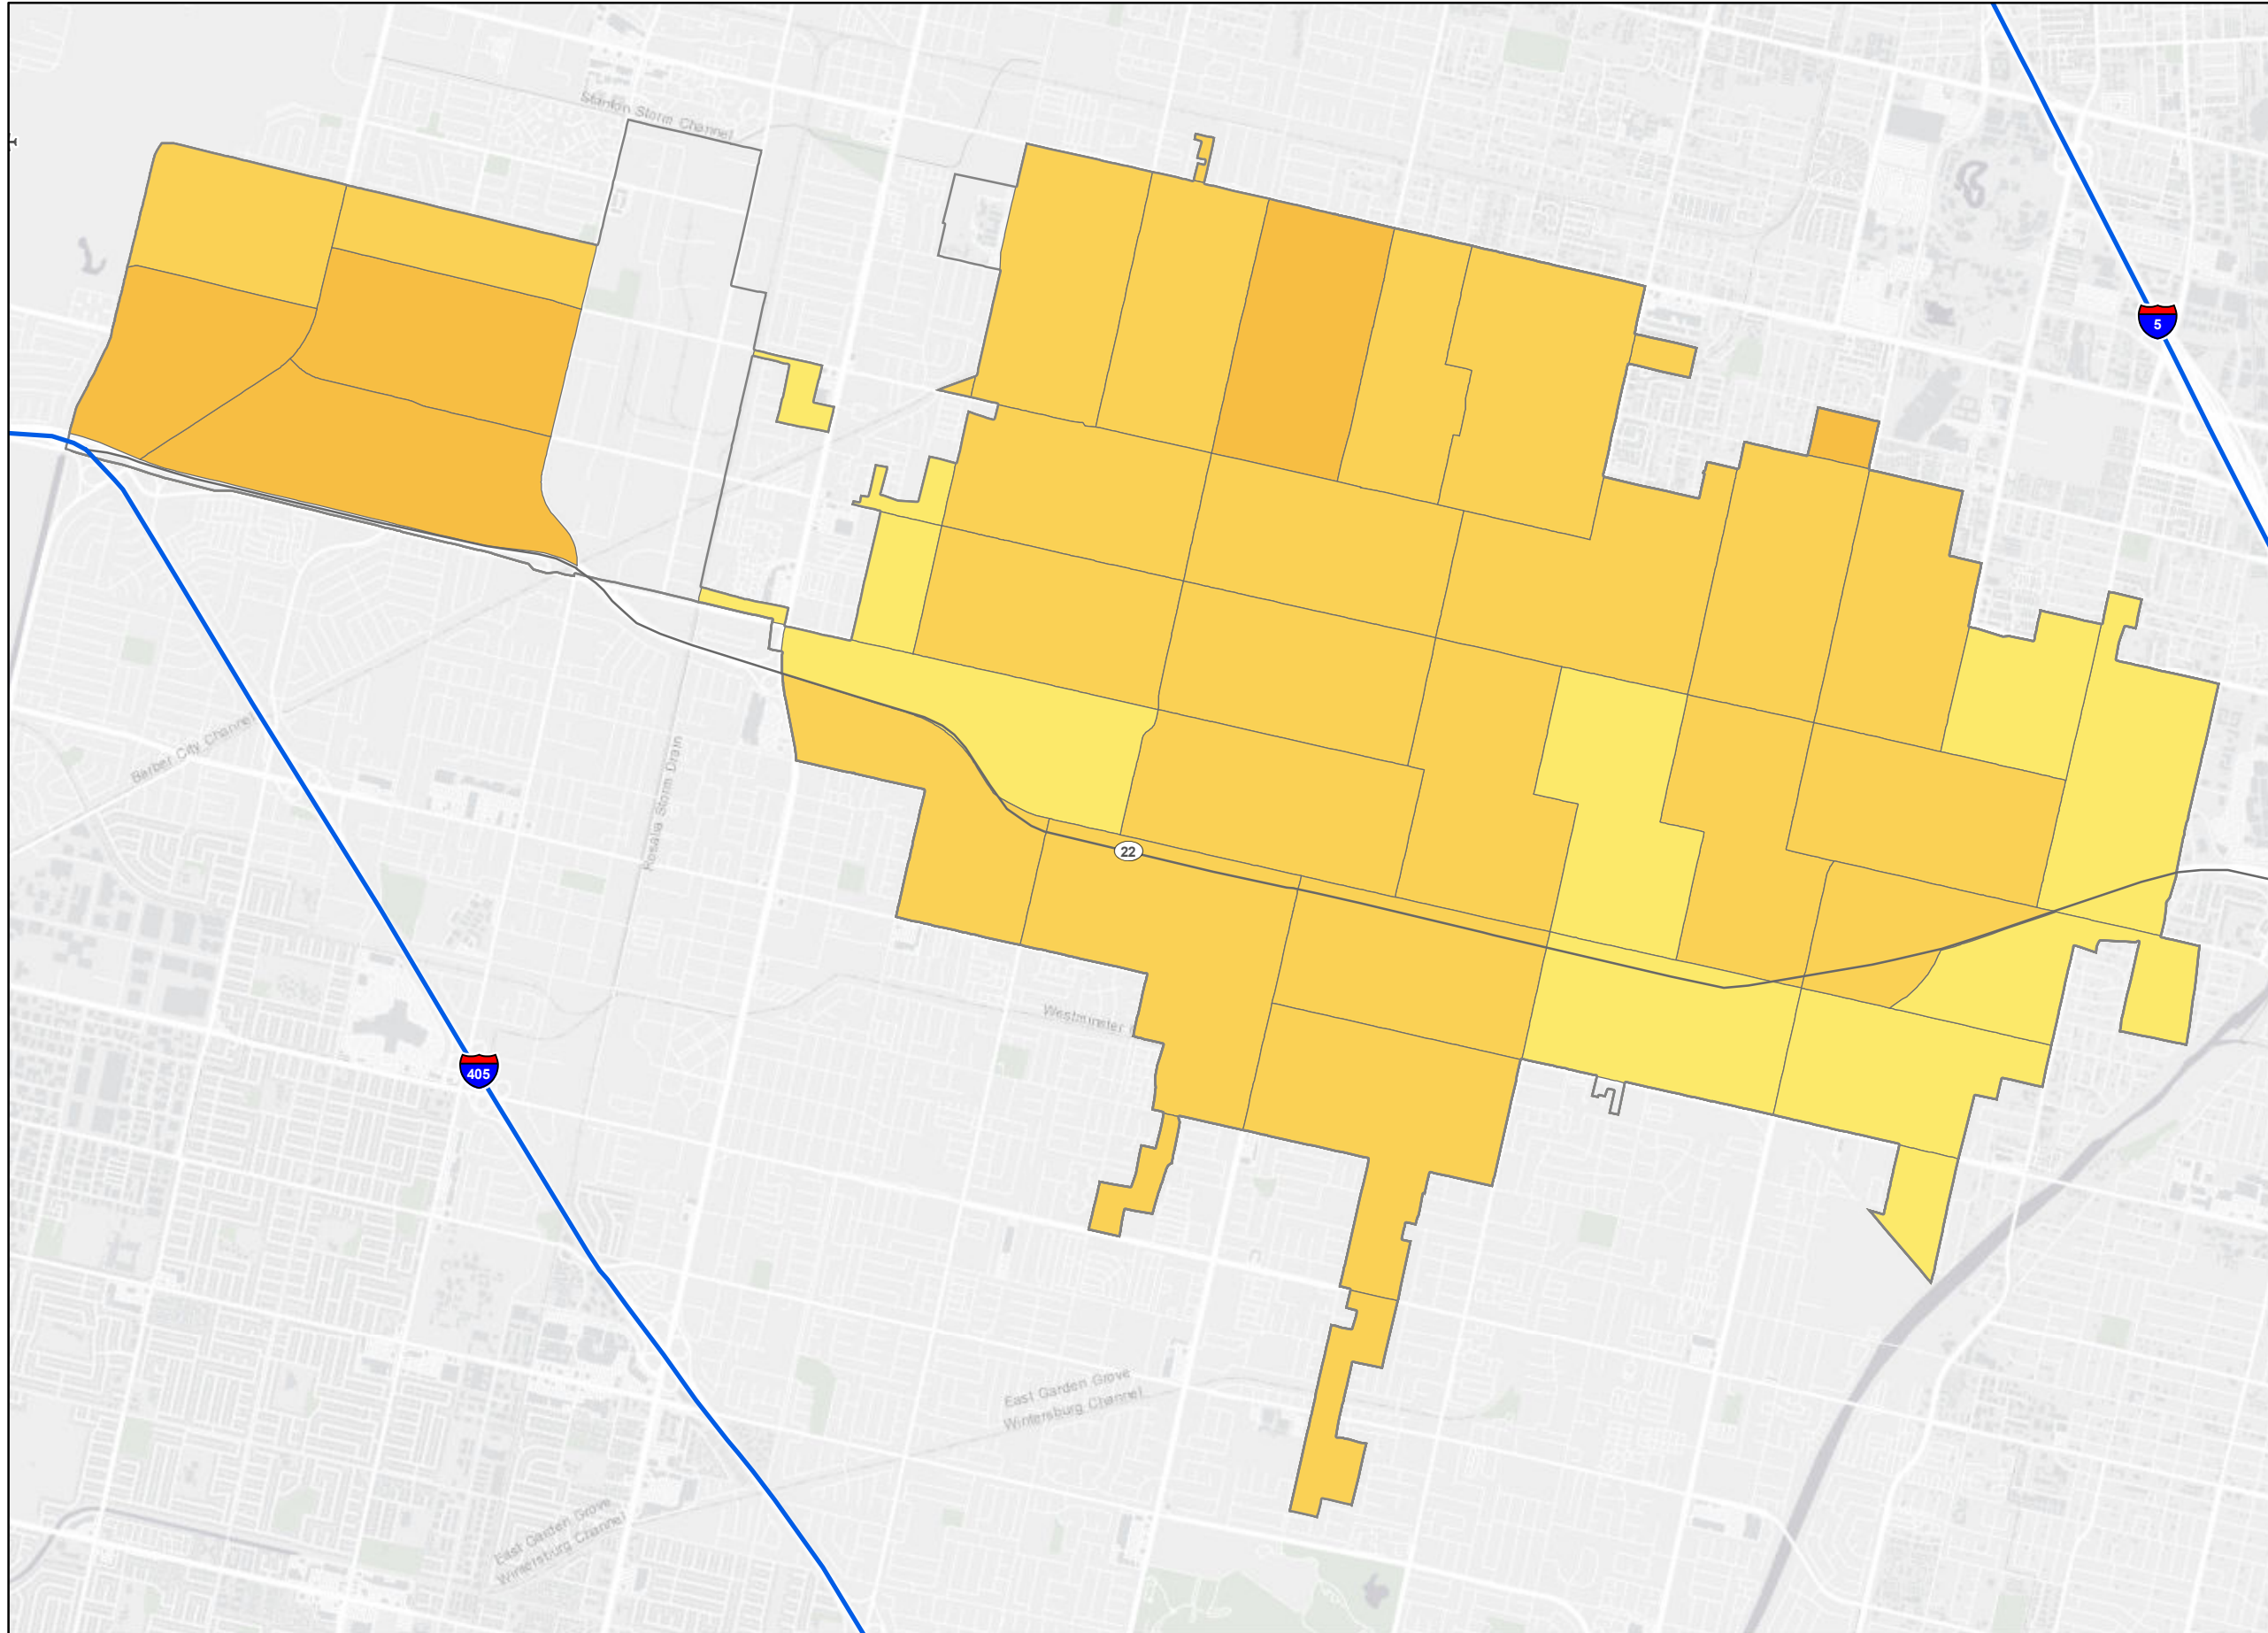 Stanton Storm Channel
5
Barber City Channel
Rosalia Storm Drain
22
Westminster
405
East Garden Grove
Wintersburg Channel
East Garden Grove
Wintersburg Channel